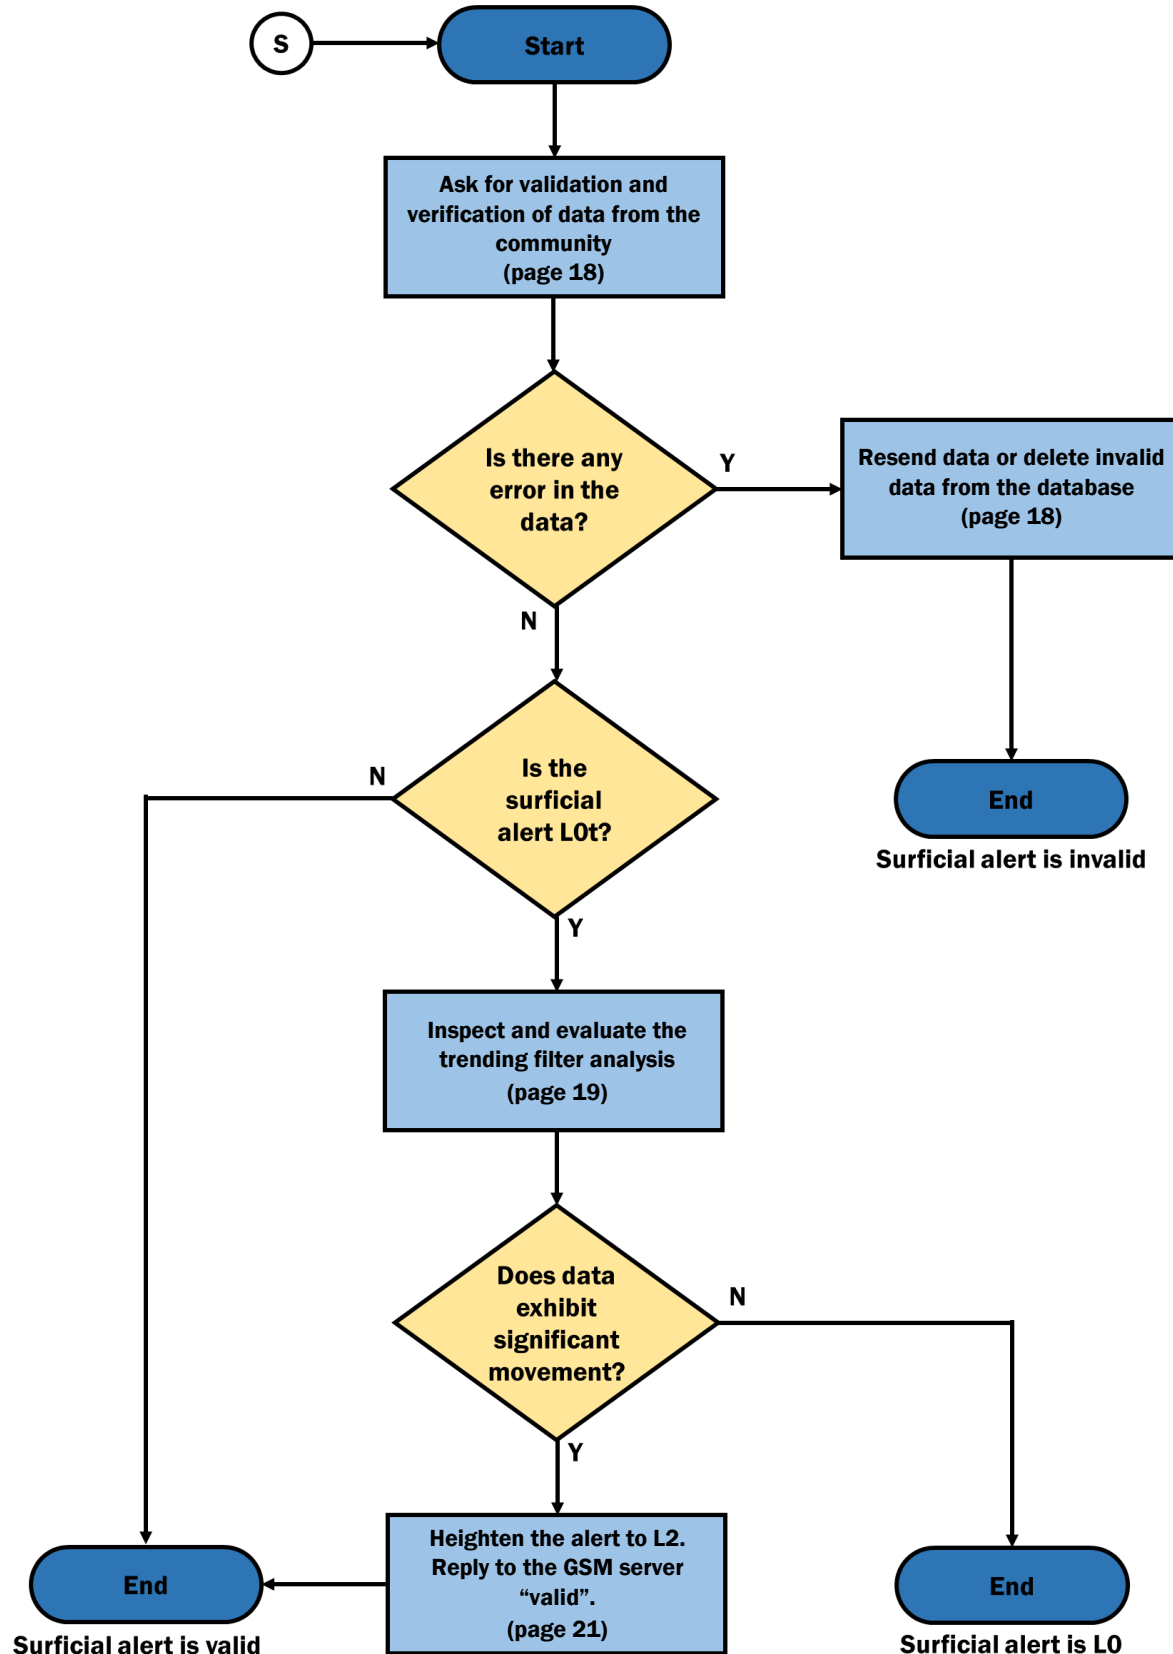 S
Start
Ask for validation and
verification of data from the
community
(page 18)
Is there any
error in the
data?
Y
Resend data or delete invalid
data from the database
(page 18)
N
End
Surficial alert is invalid
Is the
surficial
alert L0t?
N
Y
Inspect and evaluate the
trending filter analysis
(page 19)
Does data
exhibit
significant
movement?
N
Y
Heighten the alert to L2.
Reply to the GSM server
“valid”.
(page 21)
End
Surficial alert is valid
End
Surficial alert is L0